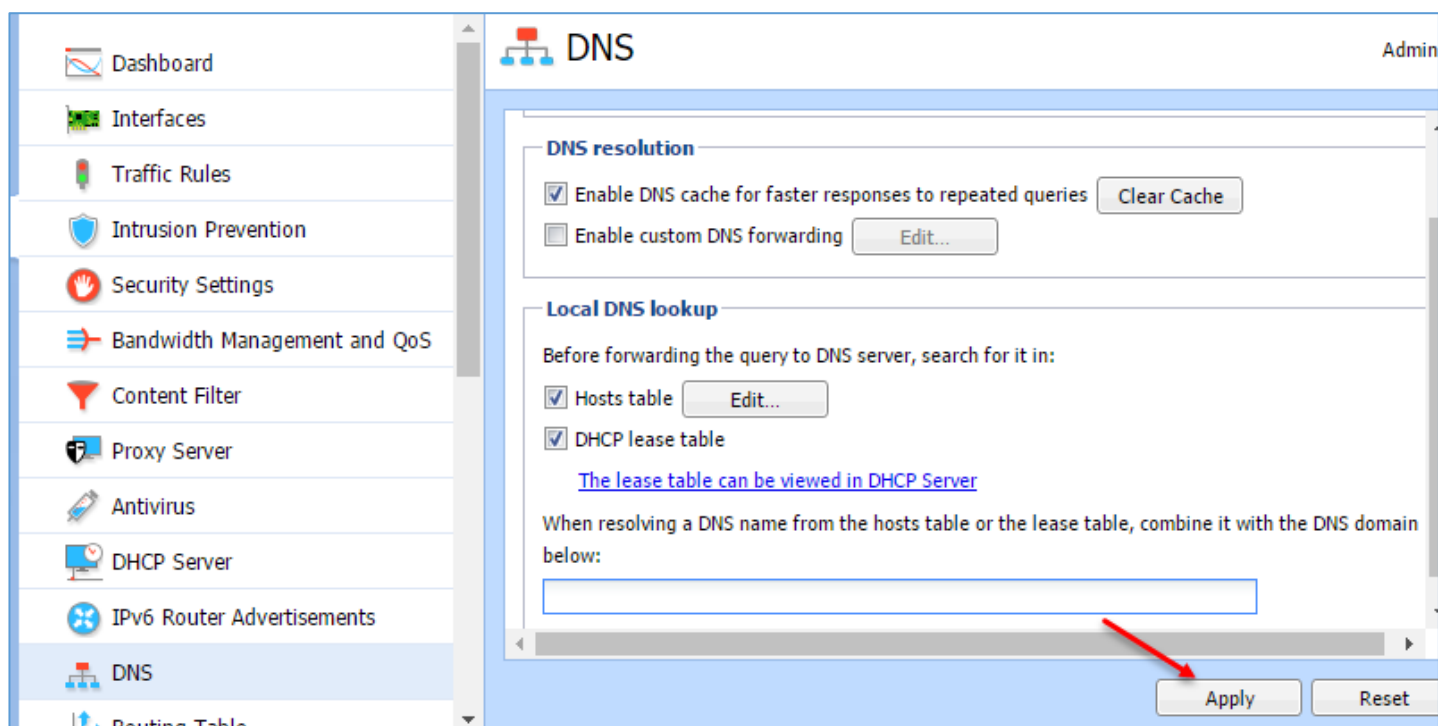 Dashboard
Interfaces
Traffic Rules
Intrusion Prevention
Security Settings
Bandwidth Management and QoS
Content Filter
Proxy Server
Antivirus
DHCP Server
IPv6 Router Advertisements
DNS
Routing Table
DNS
Admin
DNS resolution
Enable DNS cache for faster responses to repeated queries Clear Cache
Enable custom DNS forwarding Edit...
Local DNS lookup
Before forwarding the query to DNS server, search for it in:
Hosts table Edit...
DHCP lease table
The lease table can be viewed in DHCP Server
When resolving a DNS name from the hosts table or the lease table, combine it with the DNS domain
below:
Apply Reset